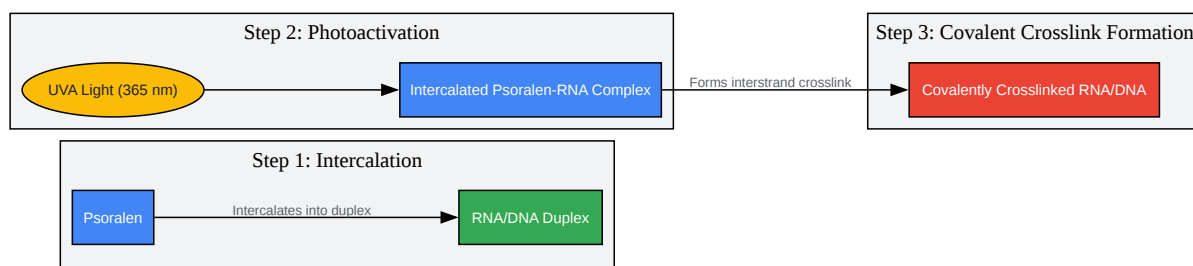 Step 2: Photoactivation
UVA Light (365 nm)
Intercalated Psoralen-RNA Complex
Forms interstrand crosslink
Step 3: Covalent Crosslink Formation
Covalently Crosslinked RNA/DNA
Step 1: Intercalation
Psoralen
Intercalates into duplex
RNA/DNA Duplex